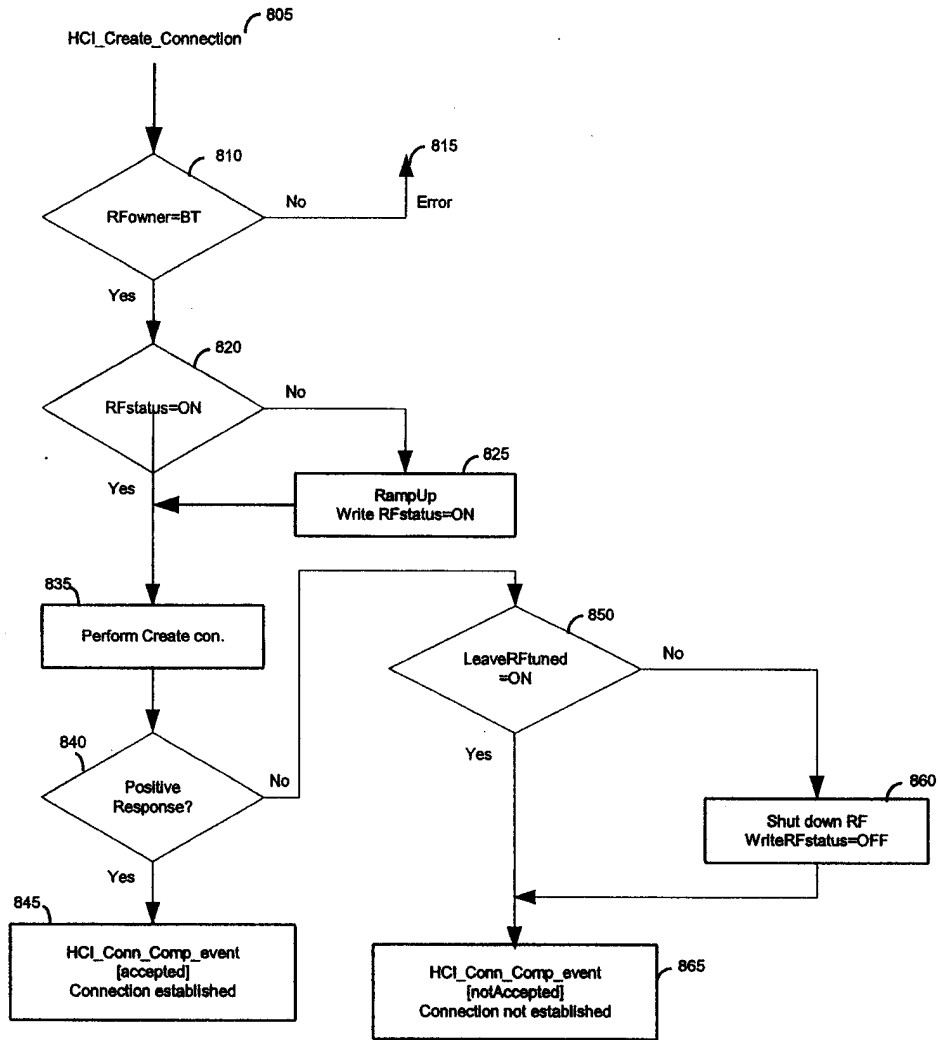 805
HCI_Create_Connection
810
815
RFowner=BT
No
Error
Yes
820
RFstatus=ON
No
825
Yes
RampUp
Write RFstatus=ON
835
Perform Create con.
850
LeaveRFtuned
=ON
No
Yes
840
Positive
Response?
No
860
Shut down RF
WriteRFstatus=OFF
Yes
845
HCI_Conn_Comp_event
[accepted]
Connection established
HCI_Conn_Comp_event
[notAccepted]
Connection not established
865